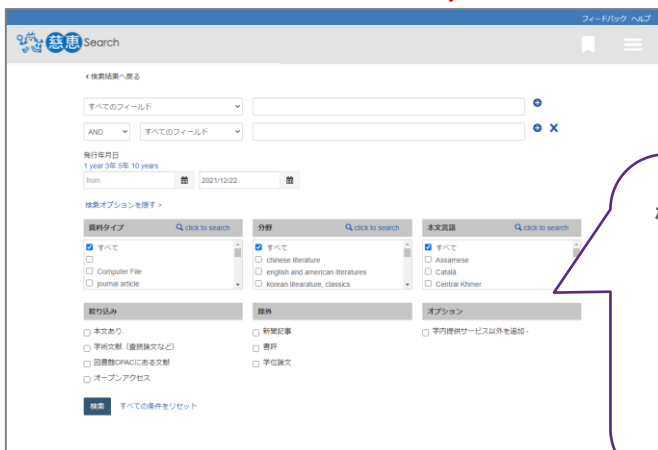 フィードバック ヘルプ
慈恵 Search
‹ 検索結果へ戻る
すべてのフィールド
AND すべてのフィールド
発行年月日
1 year 3年 5年 10 years
from 2021/12/22
検索オプションを隠す >
資料タイプ click to search 分野 click to search 本文言語 click to search
すべて すべて すべて
chinese literature Assamese
Computer File english and american literatures Català
journal article korean litearature, classics Central Khmer
絞り込み 除外 オプション
本文あり. 新聞記事 学内提供サービス以外を追加 -
学術文献（査読論文など） 書評
図書館OPACにある文献 学位論文
オープンアクセス
検索 すべての条件をリセット